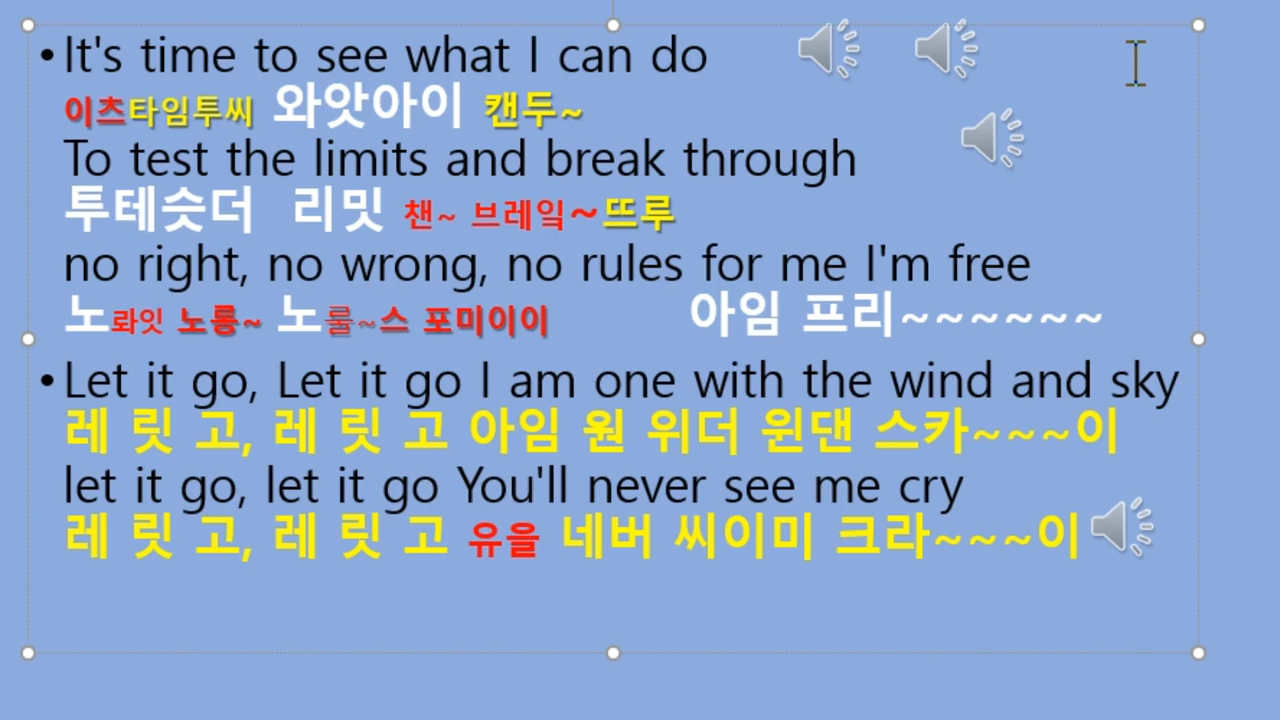 • It's time to see what I can do
이츠타임투씨 와앗아이 캔두~
To test the limits and break through
투테슷더 리밋 챈~ 브레잌~뜨루
no right, no wrong, no rules for me I'm free
노롸잇 노롱~ 노룰~스 포미이이 아임 프리~~~~~~
• Let it go, Let it go I am one with the wind and sky
레 릿 고, 레 릿 고 아임 원 위더 윈댄 스카~~~이
let it go, let it go You'll never see me cry
레 릿 고, 레 릿 고 유을 네버 씨이미 크라~~~이